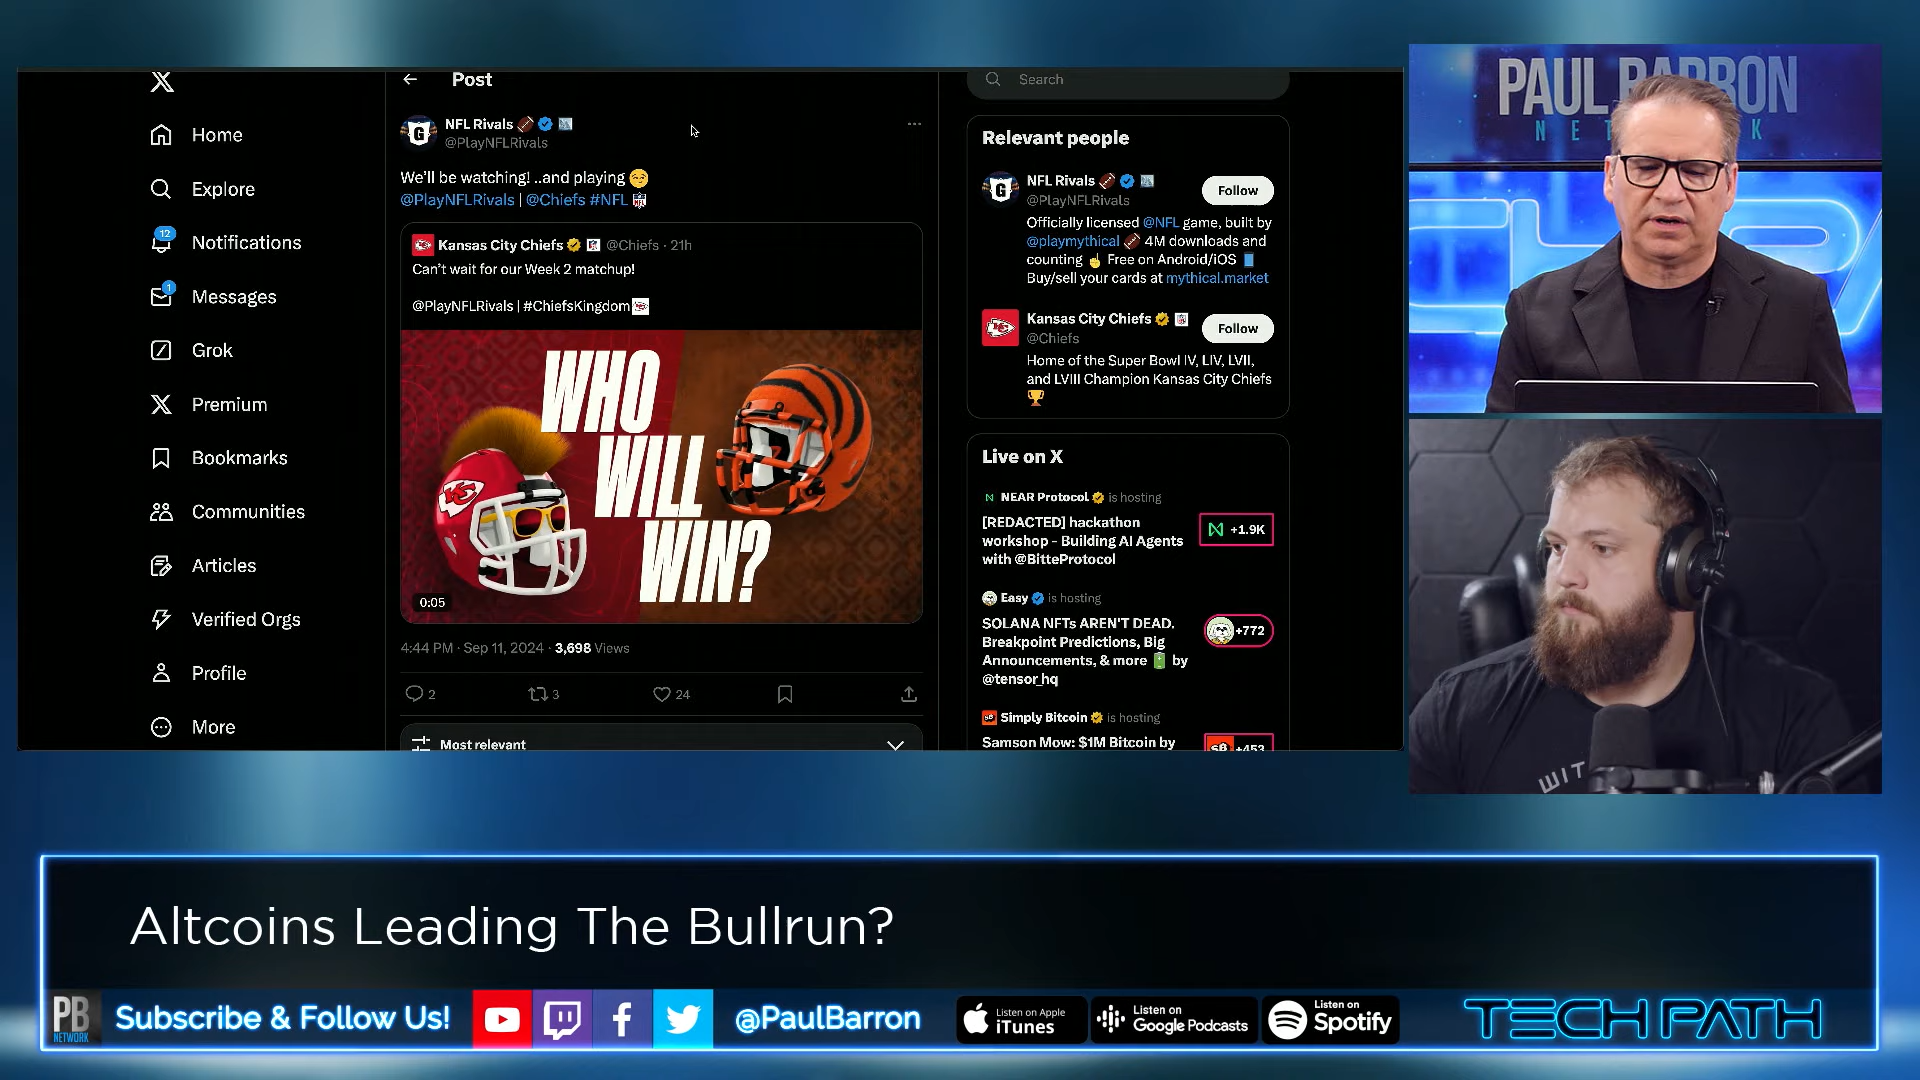 Post
Search
Home
Explore
12
Notifications
1
Messages
Grok
Premium
Bookmarks
Communities
Articles
Verified Orgs
Profile
More
NFL Rivals
@PlayNFLRivals
We'll be watching! ..and playing
@PlayNFLRivals | @Chiefs #NFL
Kansas City Chiefs @Chiefs · 21h
Can't wait for our Week 2 matchup!
@PlayNFLRivals | #ChiefsKingdom
WHO
WILL
WIN?
KC
0:05
4:44 PM · Sep 11, 2024 · 3,698 Views
2
3
24
Most relevant
Relevant people
NFL Rivals
@PlayNFLRivals
Follow
Officially licensed @NFL game, built by
@playmythical 4M downloads and
counting Free on Android/iOS
Buy/sell your cards at mythical.market
Kansas City Chiefs
@Chiefs
Follow
Home of the Super Bowl IV, LIV, LVII,
and LVIII Champion Kansas City Chiefs
Live on X
NEAR Protocol is hosting
[REDACTED] hackathon
workshop - Building AI Agents
with @BitteProtocol
+1.9K
Easy is hosting
SOLANA NFTs AREN'T DEAD.
Breakpoint Predictions, Big
Announcements, & more by
@tensor_hq
+772
Simply Bitcoin is hosting
Samson Mow: $1M Bitcoin by
+453
PAUL BARRON
WIT
Altcoins Leading The Bullrun?
PB
NETWORK
Subscribe & Follow Us!
@PaulBarron
Listen on Apple
iTunes
Listen on
Google Podcasts
Listen on
Spotify
TECH PATH